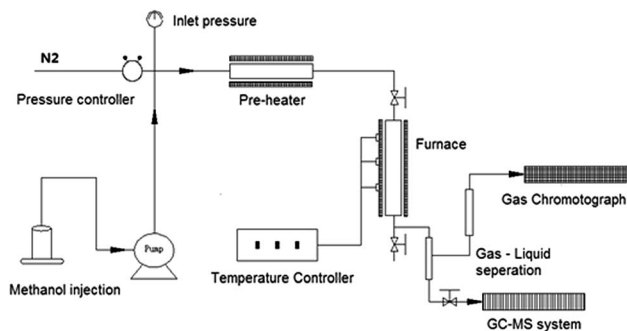 Inlet pressure
N2
Pressure controller
Pre-heater
Furnace
Gas Chromotograph
Pump
Temperature Controller
Gas - Liquid
seperation
Methanol injection
GC-MS system